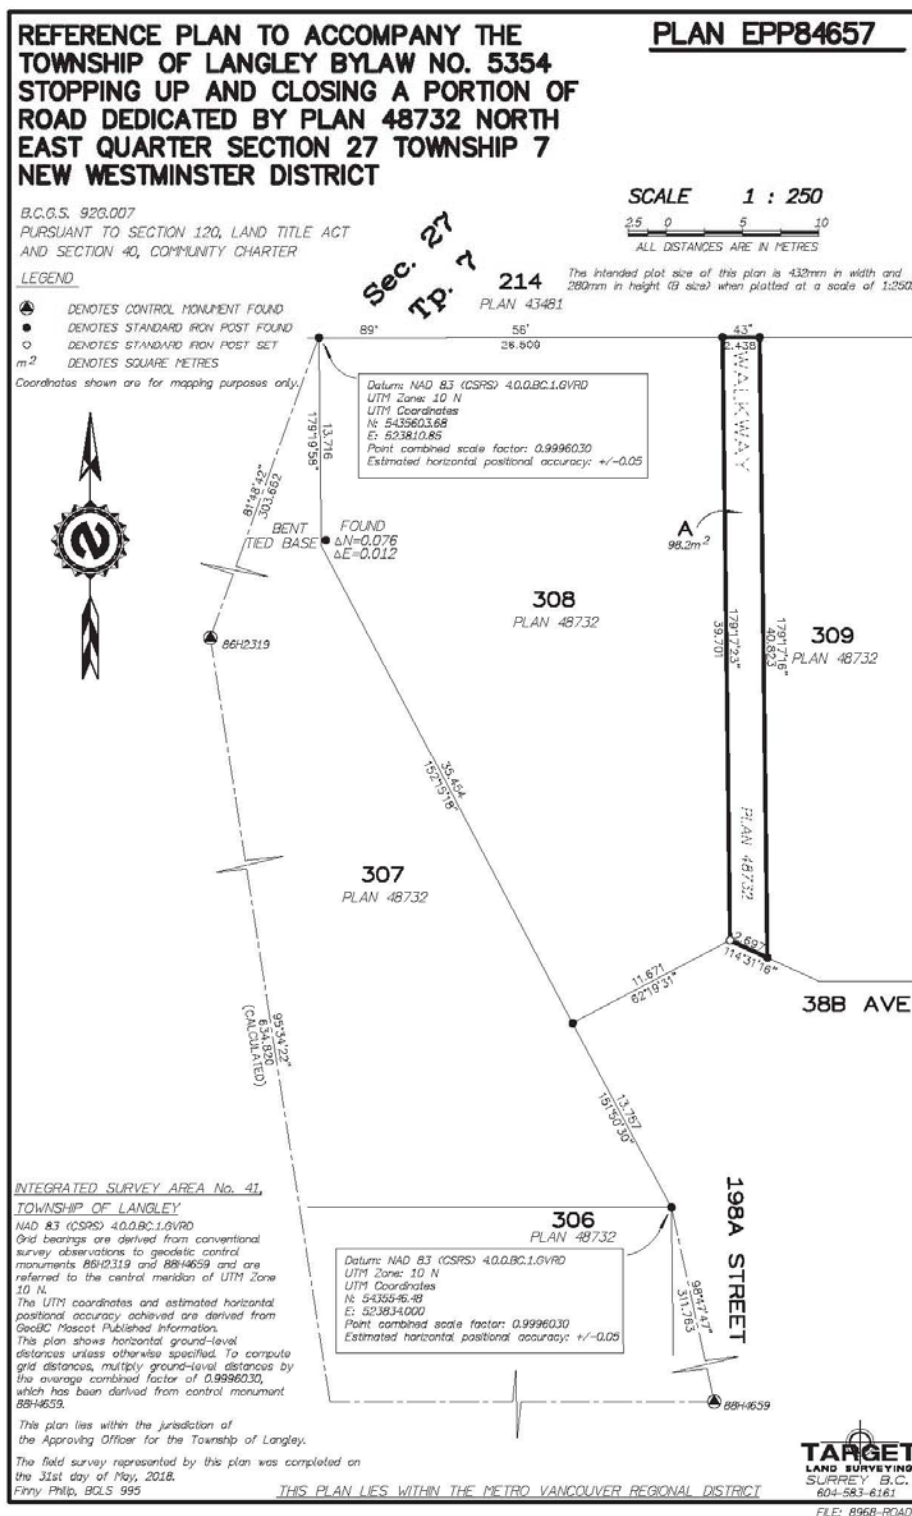 REFERENCE PLAN TO ACCOMPANY THE
TOWNSHIP OF LANGLEY BYLAW NO. 5354
STOPPING UP AND CLOSING A PORTION OF
ROAD DEDICATED BY PLAN 48732 NORTH
EAST QUARTER SECTION 27 TOWNSHIP 7
NEW WESTMINSTER DISTRICT
PLAN EPP84657
B.C.G.S. 92G.007
PURSUANT TO SECTION 120, LAND TITLE ACT
AND SECTION 40, COMMUNITY CHARTER
SCALE 1 : 250
2.5 0 5 10
ALL DISTANCES ARE IN METRES
The intended plot size of this plan is 432mm in width and
280mm in height (B size) when plotted at a scale of 1:250
LEGEND
DENOTES CONTROL MONUMENT FOUND
DENOTES STANDARD IRON POST FOUND
DENOTES STANDARD IRON POST SET
m² DENOTES SQUARE METRES
Coordinates shown are for mapping purposes only.
Sec. 27
Tp. 7
214
PLAN 43481
89° 56' 43"
26.509
2.438
Datum: NAD 83 (CSRS) 4.0.0.BC.1.GVRD
UTM Zone: 10 N
UTM Coordinates
N: 5435603.68
E: 523810.85
Point combined scale factor: 0.9996030
Estimated horizontal positional accuracy: +/-0.05
13.716
179°19'58"
81°48'42"
303.662
BENT FOUND
TIED BASE ΔN=0.076
ΔE=0.012
WALKWAY
A
98.2m²
308
PLAN 48732
179°17'23"
39.701
179°17'16"
40.823
309
PLAN 48732
86H2319
35.454
152°15'18"
PLAN 48732
307
PLAN 48732
2.697
114°31'16"
11.671
62°19'31"
38B AVE
95°34'22"
634.820
(CALCULATED)
13.757
151°50'30"
198A STREET
306
PLAN 48732
Datum: NAD 83 (CSRS) 4.0.0.BC.1.GVRD
UTM Zone: 10 N
UTM Coordinates
N: 5435546.48
E: 523834.000
Point combined scale factor: 0.9996030
Estimated horizontal positional accuracy: +/-0.05
98°47'47"
311.783
88H4659
INTEGRATED SURVEY AREA No. 41,
TOWNSHIP OF LANGLEY
NAD 83 (CSRS) 4.0.0.BC.1.GVRD
Grid bearings are derived from conventional
survey observations to geodetic control
monuments 86H2319 and 88H4659 and are
referred to the central meridian of UTM Zone
10 N.
The UTM coordinates and estimated horizontal
positional accuracy achieved are derived from
GeoBC Mascot Published Information.
This plan shows horizontal ground-level
distances unless otherwise specified. To compute
grid distances, multiply ground-level distances by
the average combined factor of 0.9996030,
which has been derived from control monument
88H4659.
This plan lies within the jurisdiction of
the Approving Officer for the Township of Langley.
The field survey represented by this plan was completed on
the 31st day of May, 2018.
Finny Philip, BCLS 995
THIS PLAN LIES WITHIN THE METRO VANCOUVER REGIONAL DISTRICT
TARGET
LAND SURVEYING
SURREY B.C.
604-583-6161
FILE: 8968-ROAD